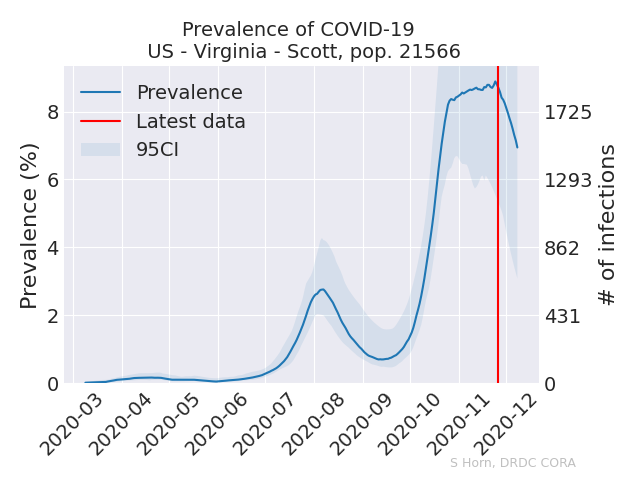 Prevalence of COVID-19
US - Virginia - Scott, pop. 21566
Prevalence
Latest data
95CI
Prevalence (%)
8
6
4
2
0
1725
1293
862
431
0
# of infections
2020-03
2020-04
2020-05
2020-06
2020-07
2020-08
2020-09
2020-10
2020-11
2020-12
S Horn, DRDC CORA